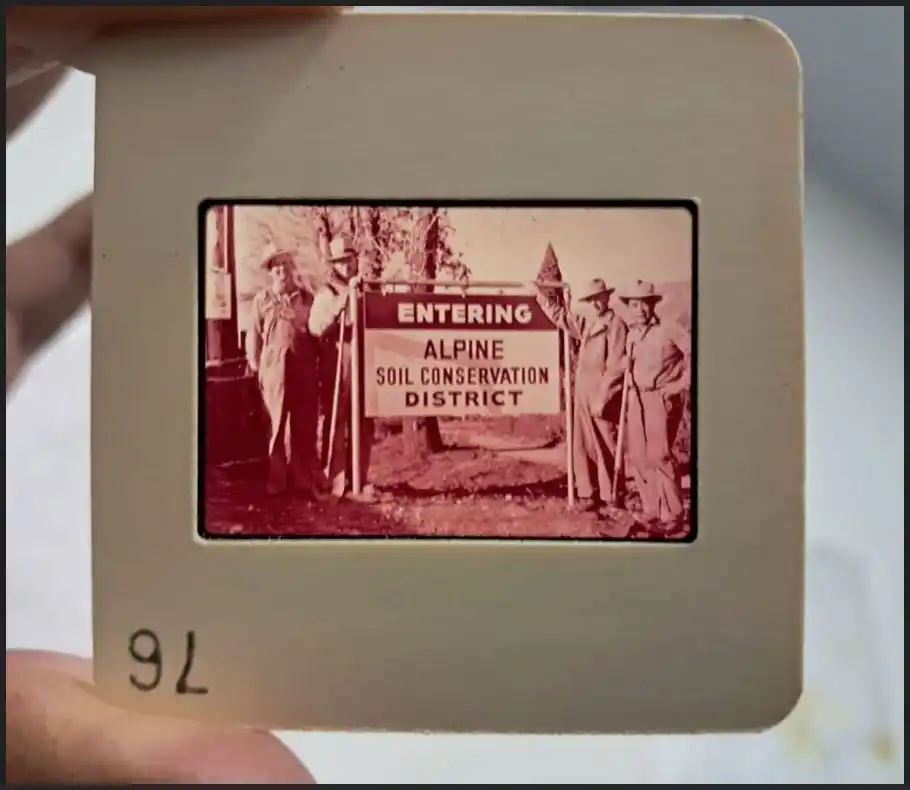 ENTERING
ALPINE
SOIL CONSERVATION
DISTRICT
76